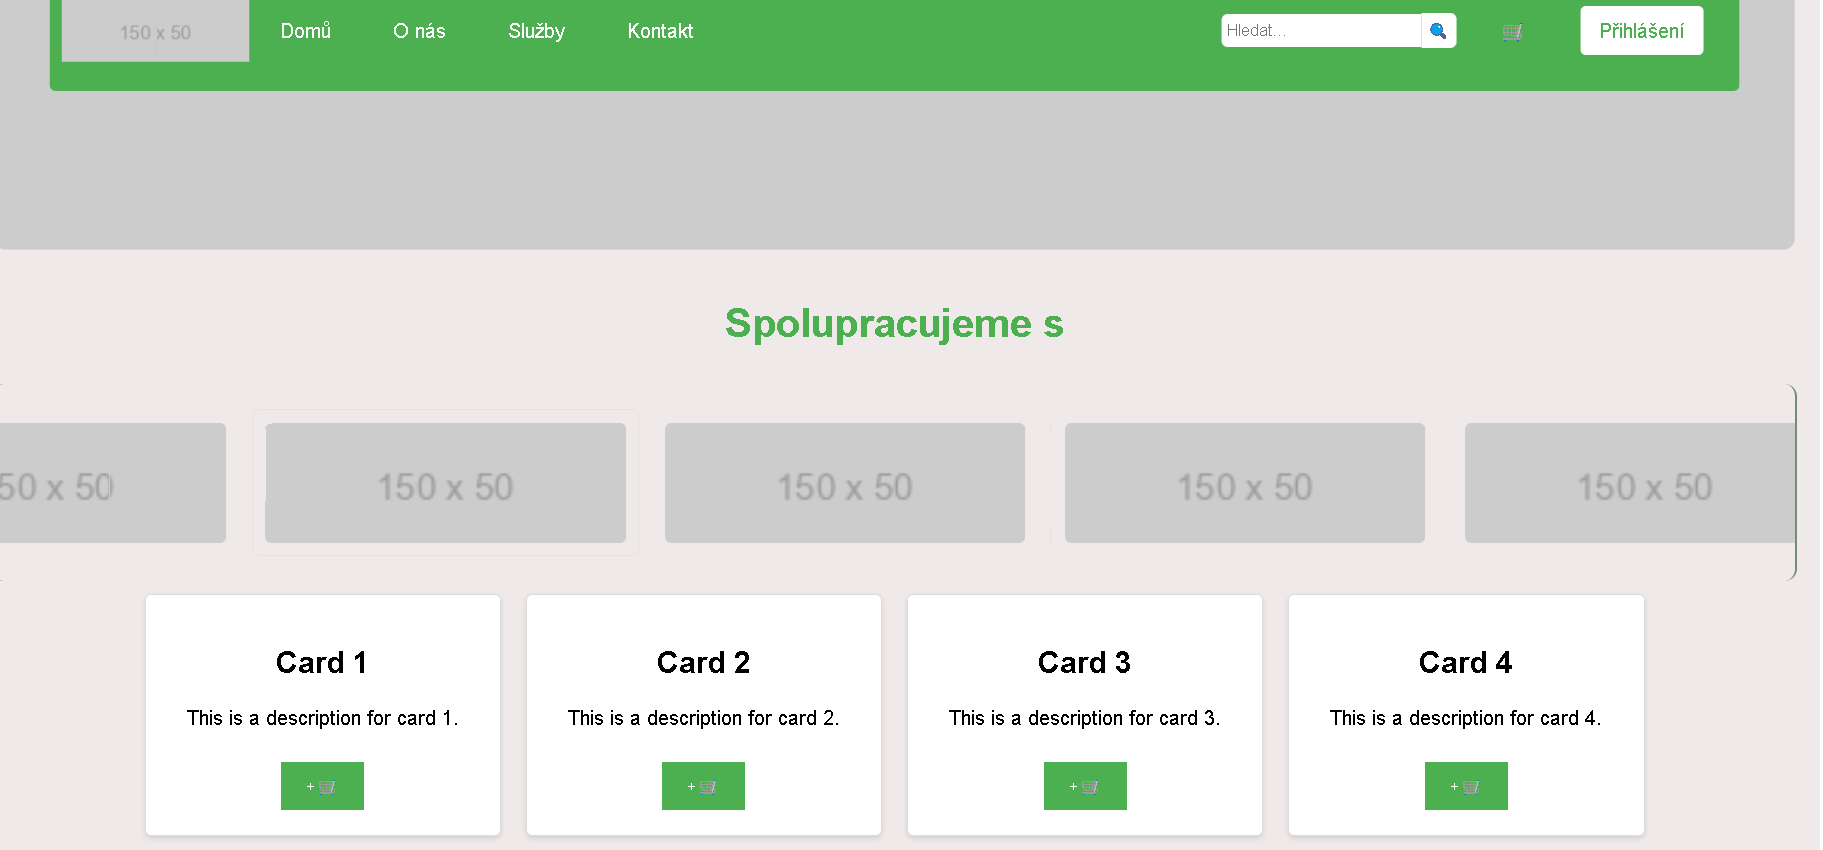 150 x 50 Domů O nás Služby Kontakt Hledat... Přihlášení
Spolupracujeme s
50 x 50 150 x 50 150 x 50 150 x 50 150 x 50
Card 1 Card 2 Card 3 Card 4
This is a description for card 1. This is a description for card 2. This is a description for card 3. This is a description for card 4.
+ 🛒 + 🛒 + 🛒 + 🛒